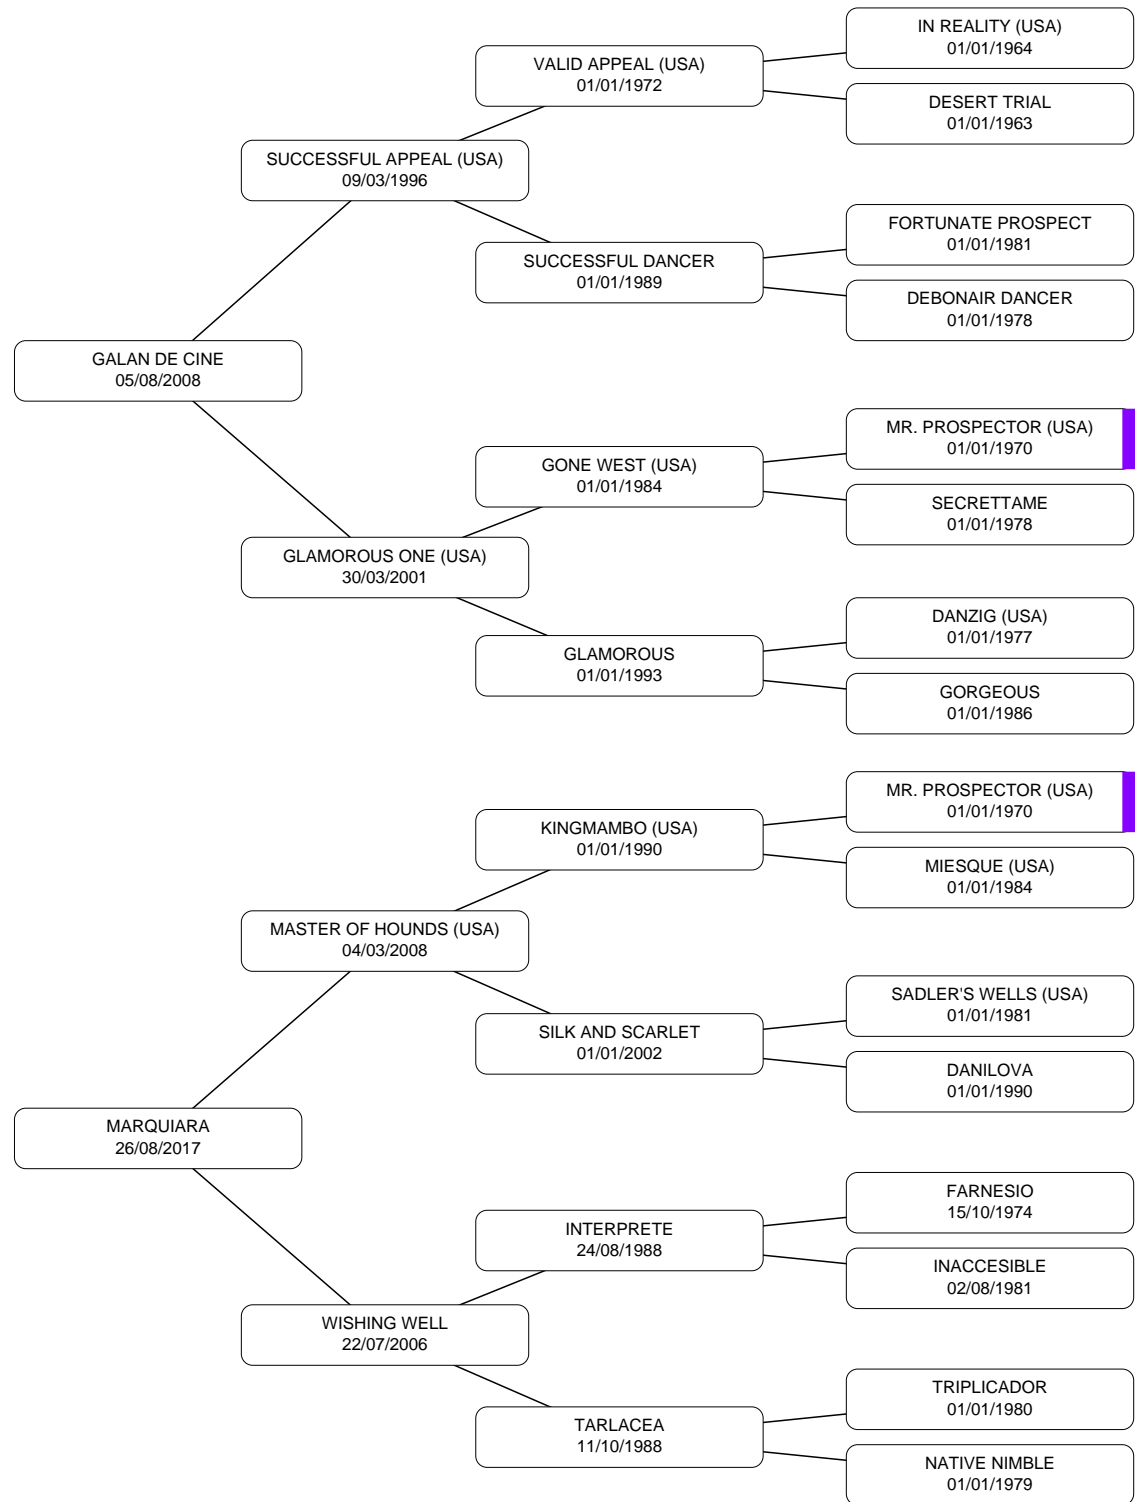 IN REALITY (USA)
01/01/1964
VALID APPEAL (USA)
01/01/1972
DESERT TRIAL
01/01/1963
SUCCESSFUL APPEAL (USA)
09/03/1996
FORTUNATE PROSPECT
01/01/1981
SUCCESSFUL DANCER
01/01/1989
DEBONAIR DANCER
01/01/1978
GALAN DE CINE
05/08/2008
MR. PROSPECTOR (USA)
01/01/1970
GONE WEST (USA)
01/01/1984
SECRETTAME
01/01/1978
GLAMOROUS ONE (USA)
30/03/2001
DANZIG (USA)
01/01/1977
GLAMOROUS
01/01/1993
GORGEOUS
01/01/1986
MR. PROSPECTOR (USA)
01/01/1970
KINGMAMBO (USA)
01/01/1990
MIESQUE (USA)
01/01/1984
MASTER OF HOUNDS (USA)
04/03/2008
SADLER'S WELLS (USA)
01/01/1981
SILK AND SCARLET
01/01/2002
DANILOVA
01/01/1990
MARQUIARA
26/08/2017
FARNESIO
15/10/1974
INTERPRETE
24/08/1988
INACCESIBLE
02/08/1981
WISHING WELL
22/07/2006
TRIPLICADOR
01/01/1980
TARLACEA
11/10/1988
NATIVE NIMBLE
01/01/1979